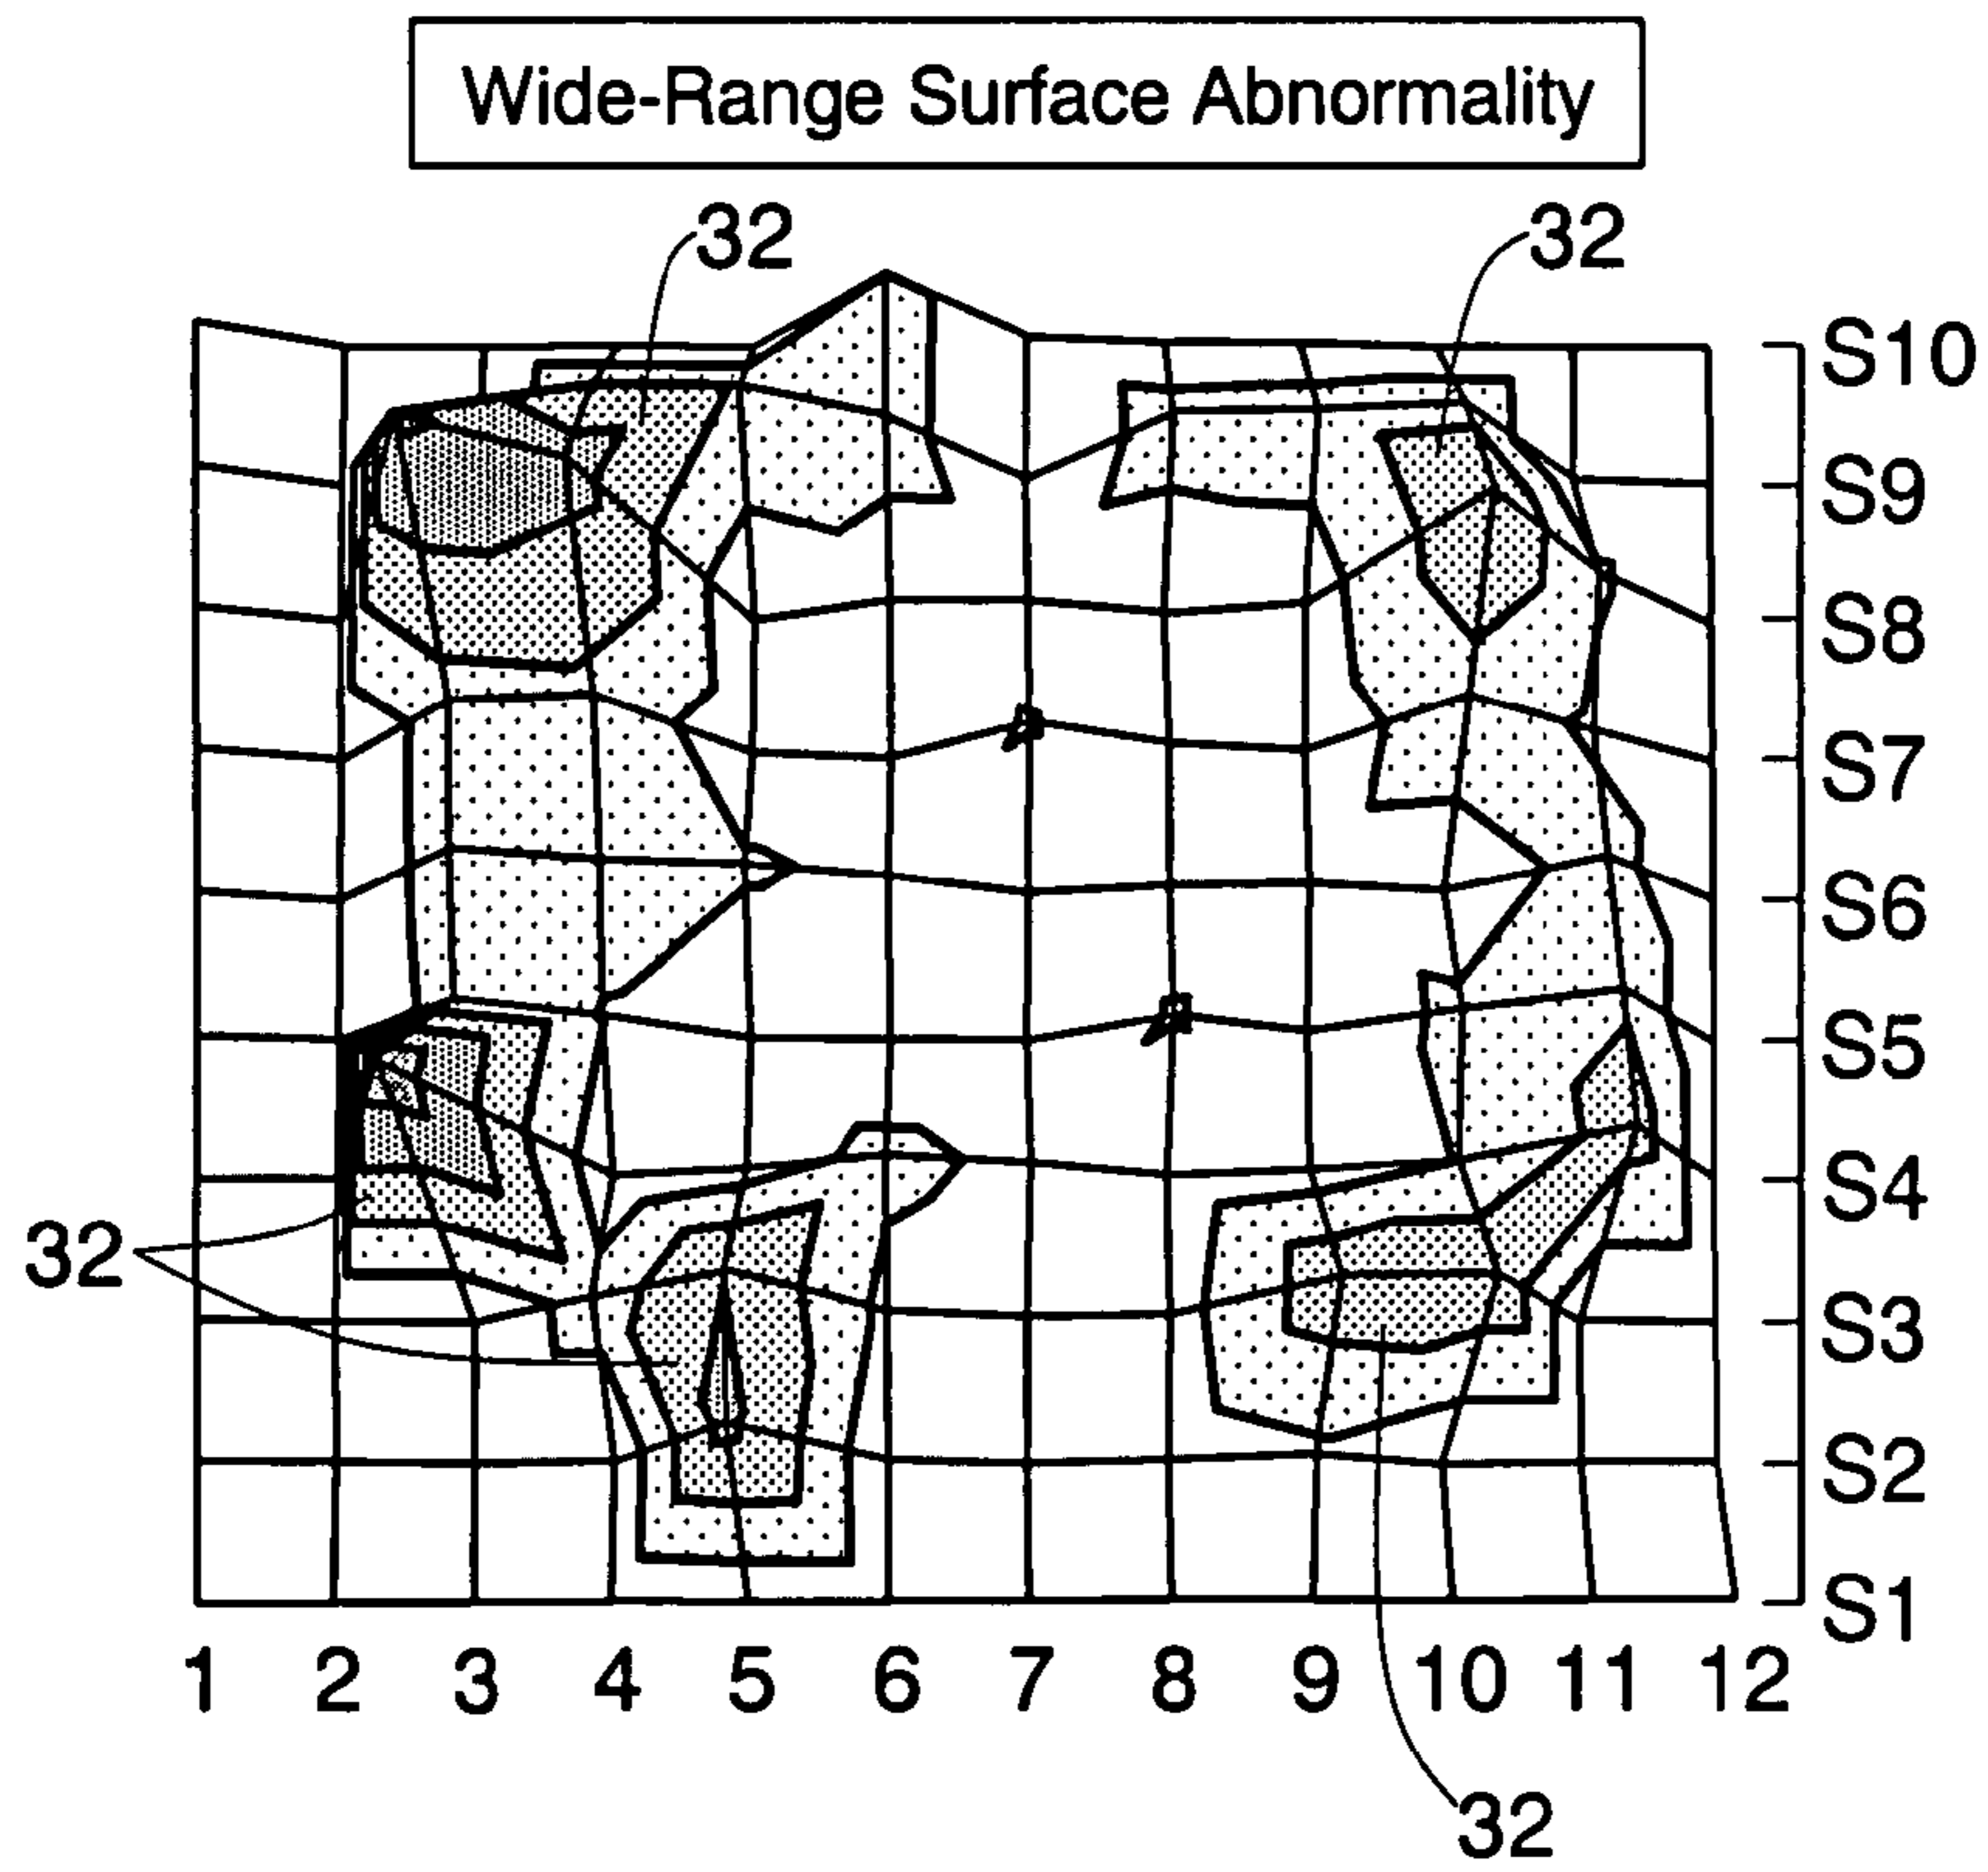 Wide-Range Surface Abnormality
32
32
S10
S9
S8
S7
S6
S5
S4
32
S3
S2
S1
1 2 3 4 5 6 7 8 9 10 11 12
32